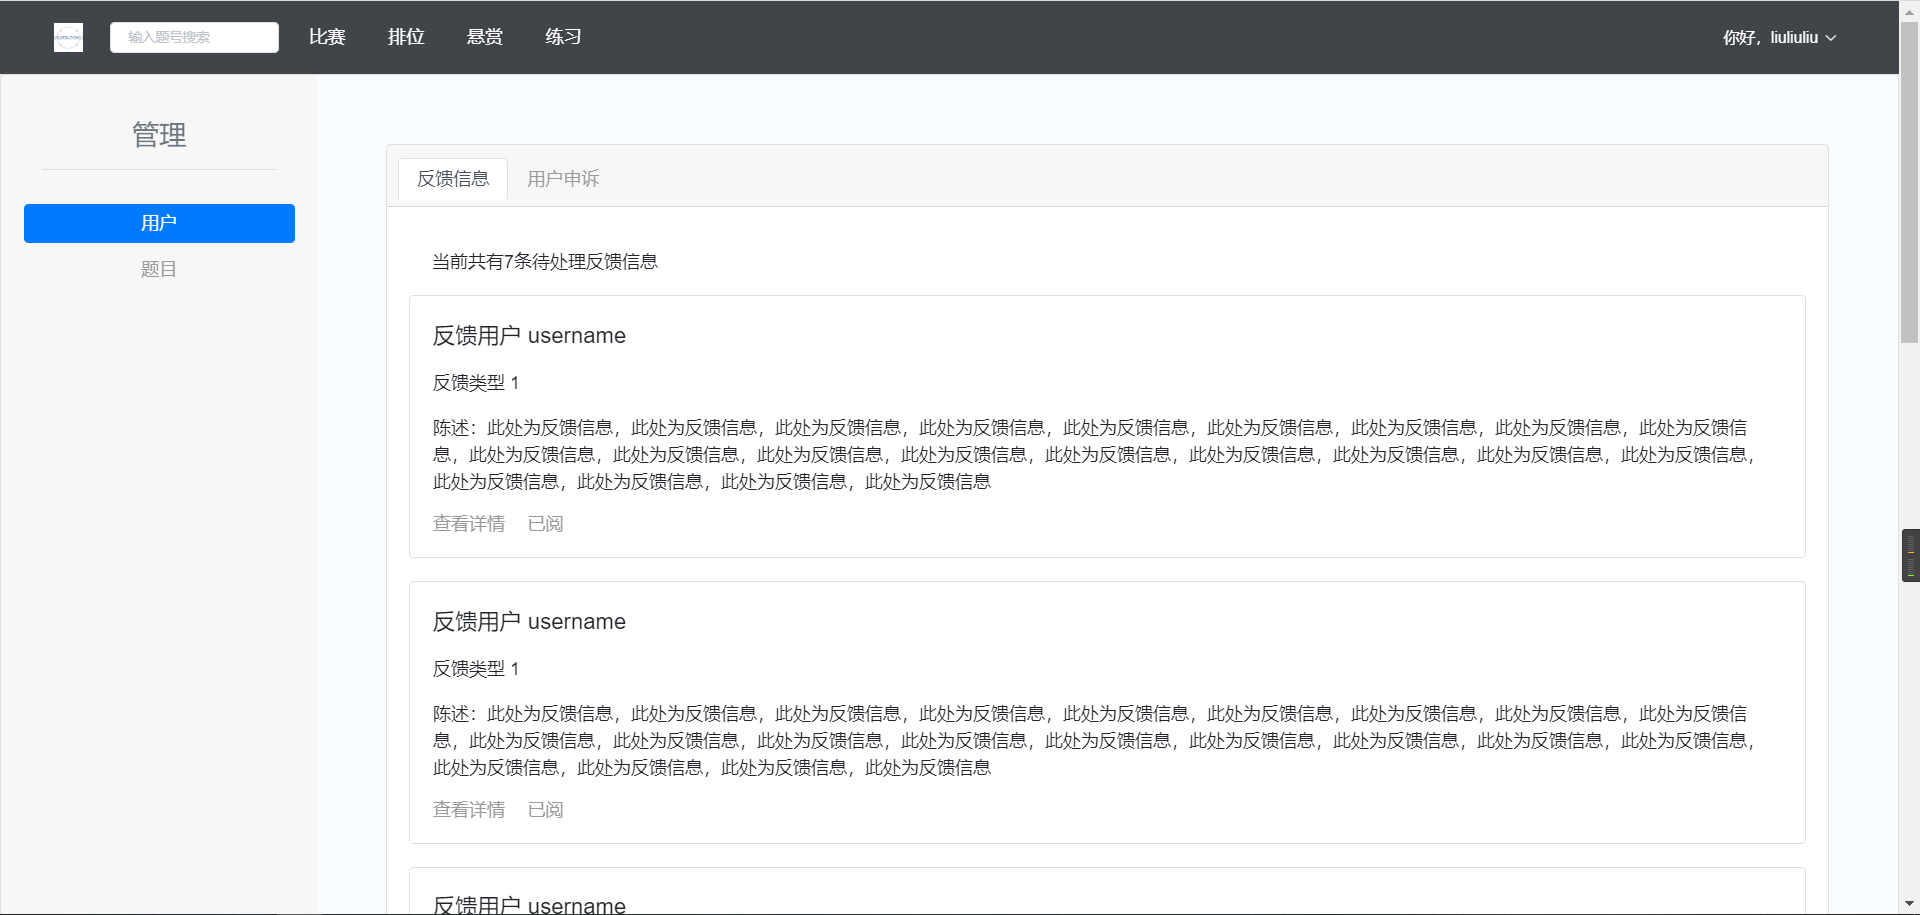 输入题号搜索 比赛 排位 悬赏 练习 你好，liuliuliu
管理
用户
题目
反馈信息 用户申诉
当前共有7条待处理反馈信息
反馈用户 username
反馈类型 1
陈述：此处为反馈信息，此处为反馈信息，此处为反馈信息，此处为反馈信息，此处为反馈信息，此处为反馈信息，此处为反馈信息，此处为反馈信息，此处为反馈信
息，此处为反馈信息，此处为反馈信息，此处为反馈信息，此处为反馈信息，此处为反馈信息，此处为反馈信息，此处为反馈信息，此处为反馈信息，此处为反馈信息，
此处为反馈信息，此处为反馈信息，此处为反馈信息，此处为反馈信息
查看详情 已阅
反馈用户 username
反馈类型 1
陈述：此处为反馈信息，此处为反馈信息，此处为反馈信息，此处为反馈信息，此处为反馈信息，此处为反馈信息，此处为反馈信息，此处为反馈信息，此处为反馈信
息，此处为反馈信息，此处为反馈信息，此处为反馈信息，此处为反馈信息，此处为反馈信息，此处为反馈信息，此处为反馈信息，此处为反馈信息，此处为反馈信息，
此处为反馈信息，此处为反馈信息，此处为反馈信息，此处为反馈信息
查看详情 已阅
反馈用户 username